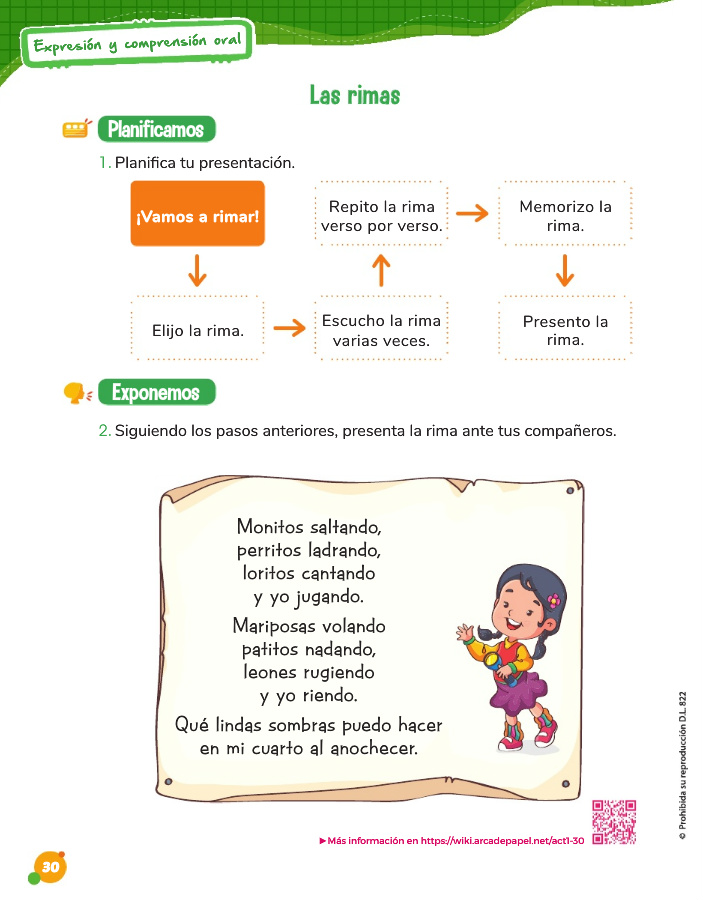 Expresión y comprensión oral
Las rimas
Planificamos
1. Planifica tu presentación.
¡Vamos a rimar!
Elijo la rima.
Escucho la rima
varias veces.
Repito la rima
verso por verso.
Memorizo la
rima.
Presento la
rima.
Exponemos
2. Siguiendo los pasos anteriores, presenta la rima ante tus compañeros.
Monitos saltando,
perritos ladrando,
loritos cantando
y yo jugando.
Mariposas volando
patitos nadando,
leones rugiendo
y yo riendo.
Qué lindas sombras puedo hacer
en mi cuarto al anochecer.
▶Más información en https://wiki.arcadepapel.net/act1-30
© Prohibida su reproducción D.L. 822
30